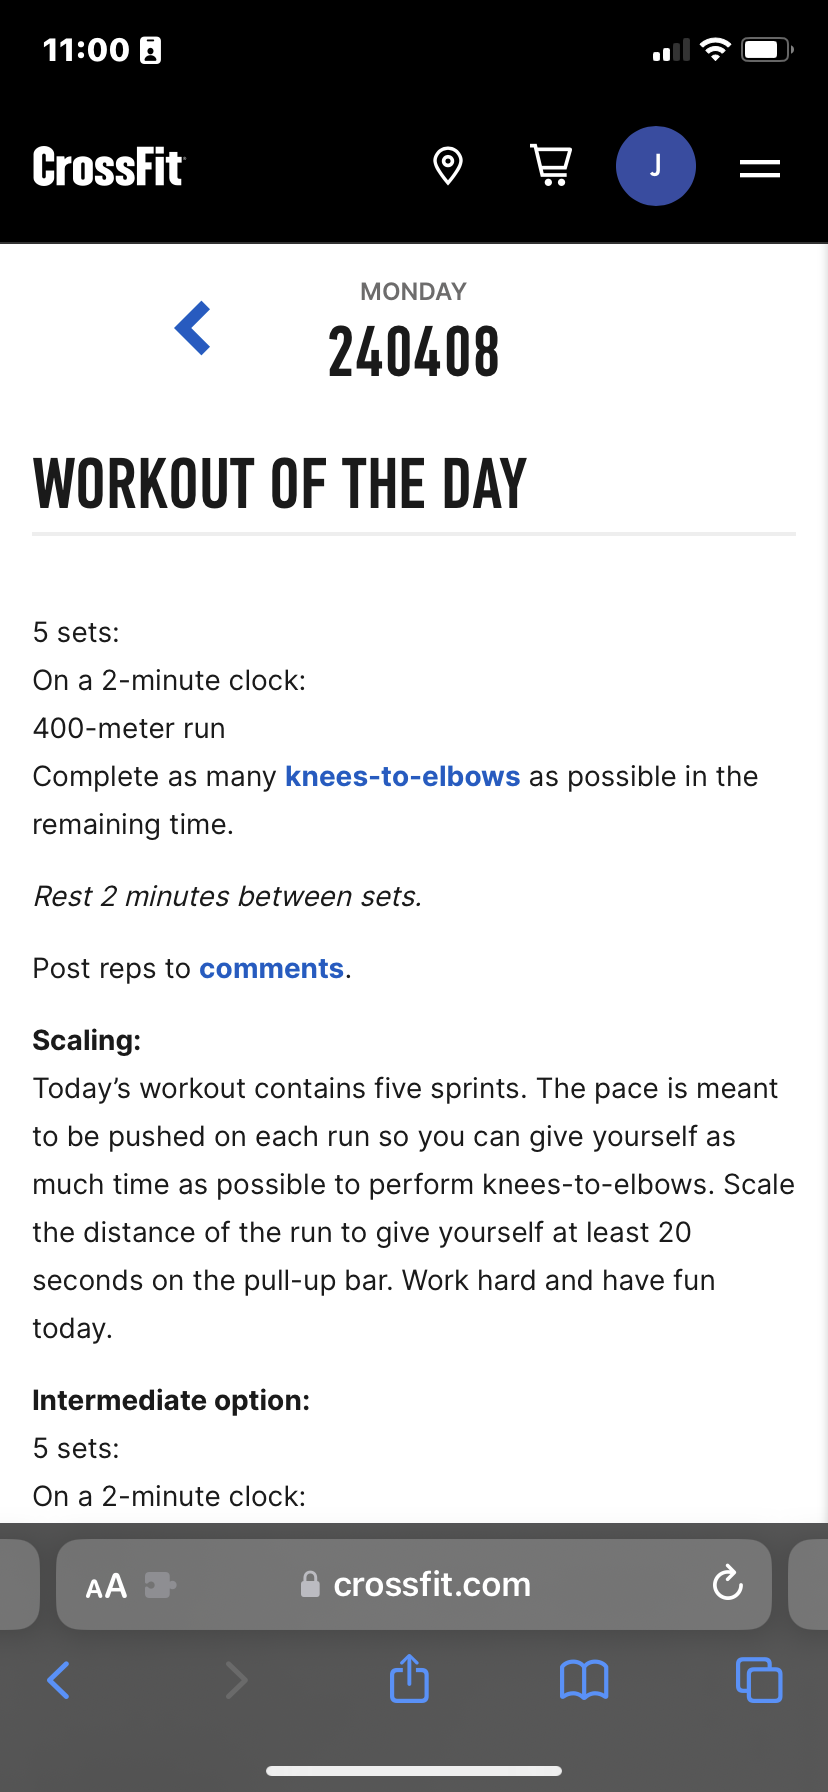 11:00
CrossFit
J
MONDAY
240408
WORKOUT OF THE DAY
5 sets:
On a 2-minute clock:
400-meter run
Complete as many knees-to-elbows as possible in the
remaining time.
Rest 2 minutes between sets.
Post reps to comments.
Scaling:
Today’s workout contains five sprints. The pace is meant
to be pushed on each run so you can give yourself as
much time as possible to perform knees-to-elbows. Scale
the distance of the run to give yourself at least 20
seconds on the pull-up bar. Work hard and have fun
today.
Intermediate option:
5 sets:
On a 2-minute clock:
AA crossfit.com